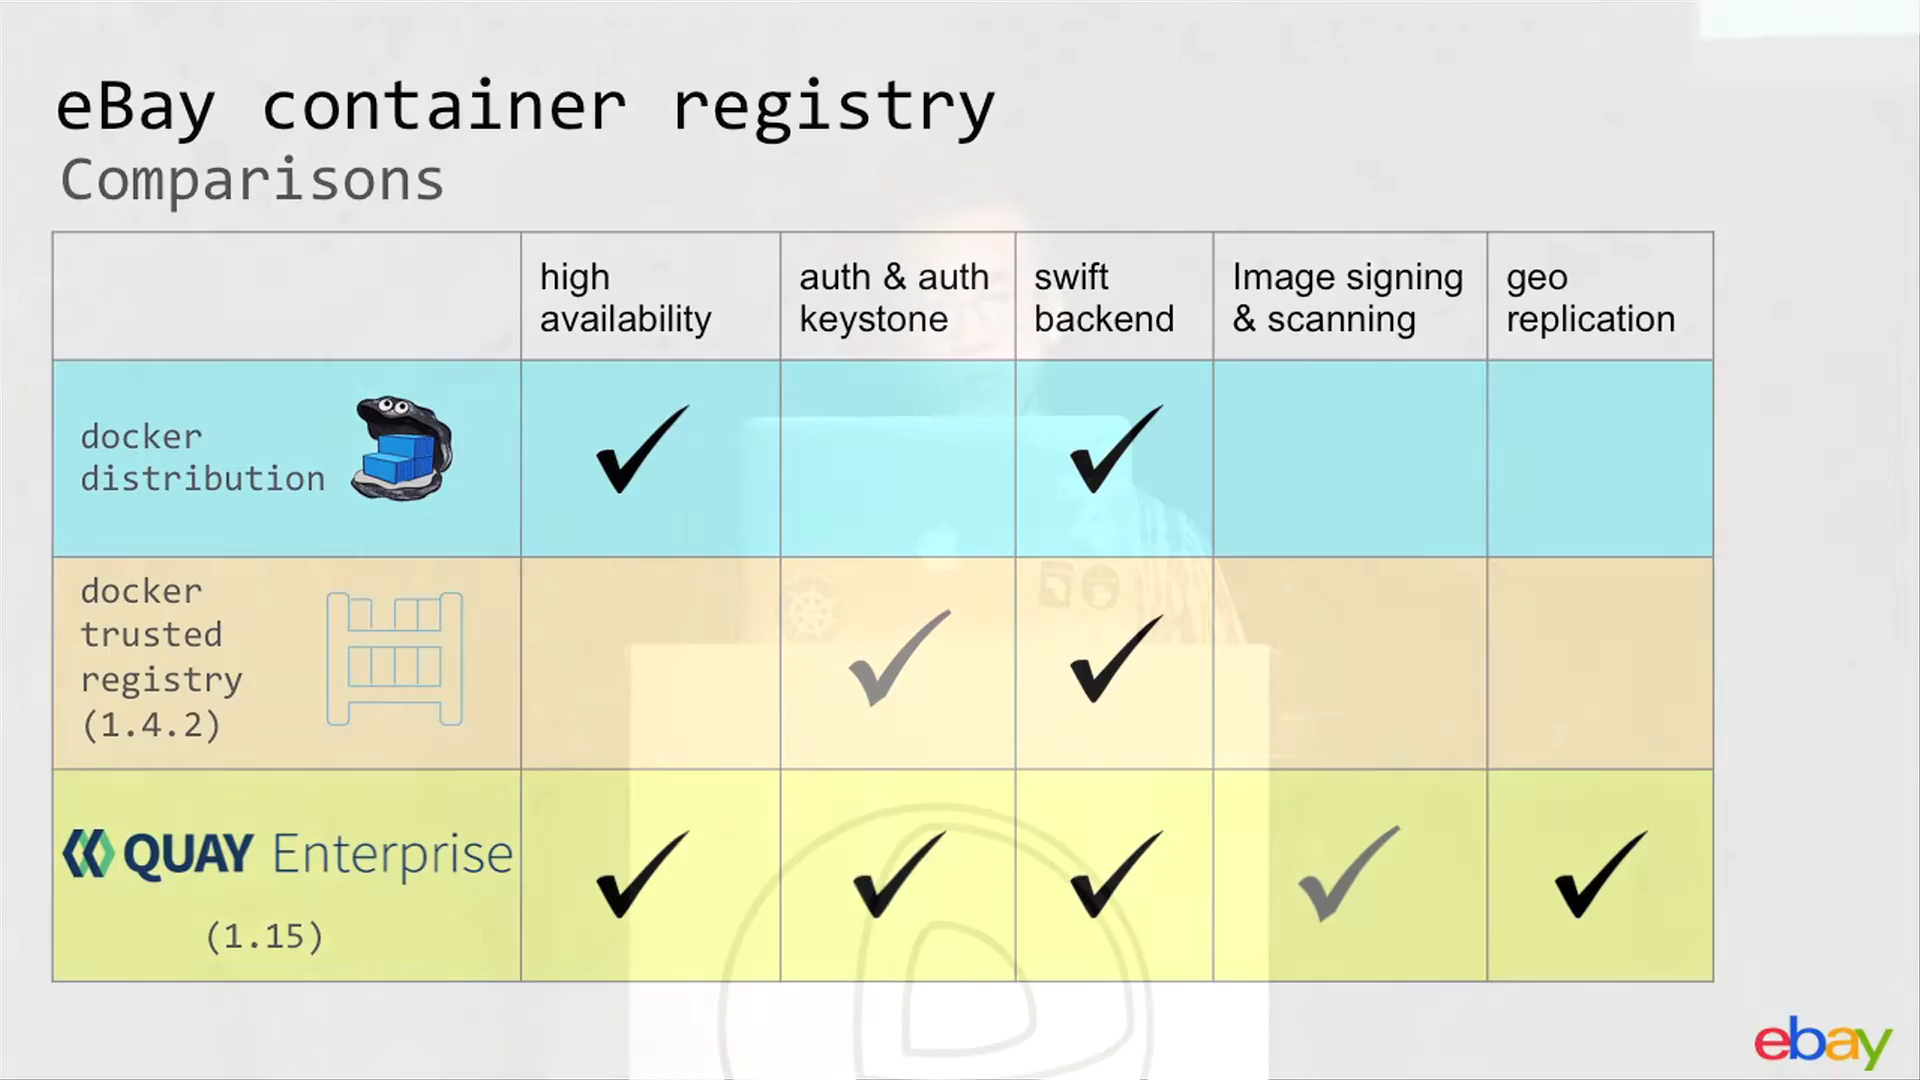 eBay container registry
Comparisons
high
availability
auth & auth
keystone
swift
backend
Image signing
& scanning
geo
replication
docker
distribution
docker
trusted
registry
(1.4.2)
QUAY Enterprise
(1.15)
ebay